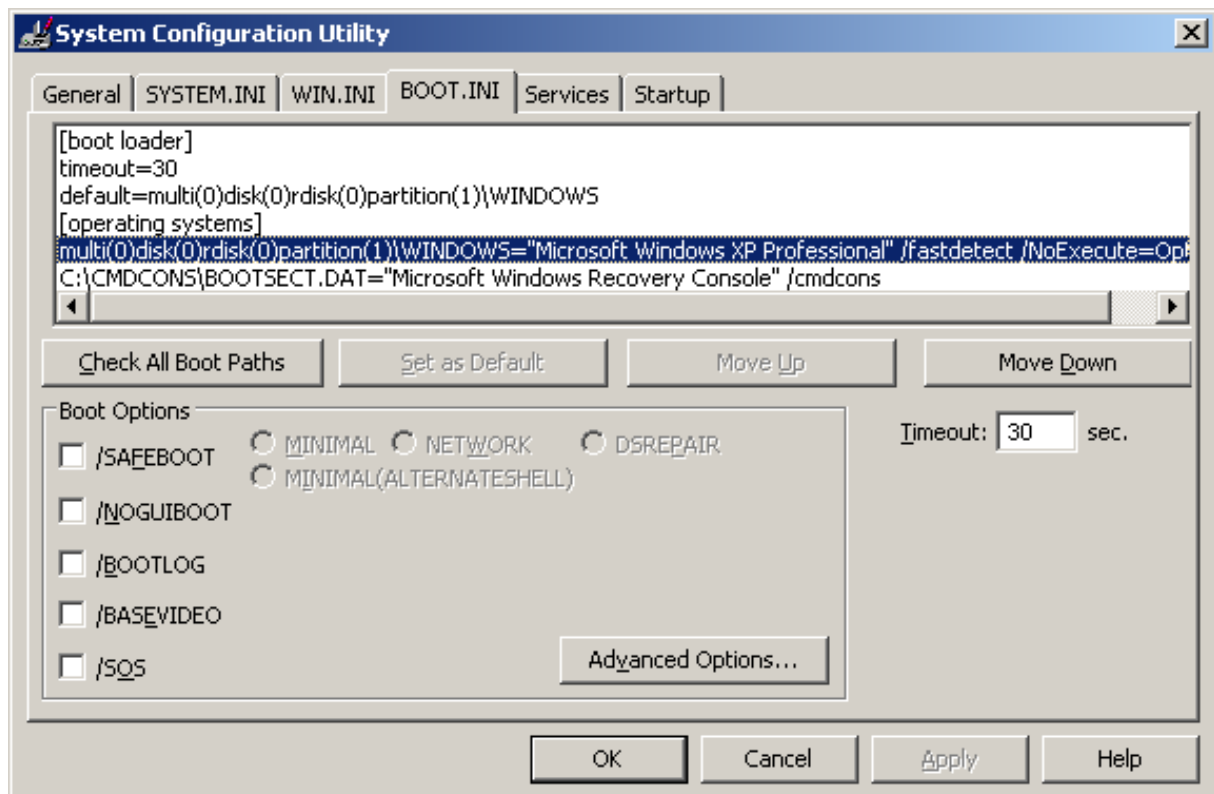 System Configuration Utility
General SYSTEM.INI WIN.INI BOOT.INI Services Startup
[boot loader]
timeout=30
default=multi(0)disk(0)rdisk(0)partition(1)\WINDOWS
[operating systems]
multi(0)disk(0)rdisk(0)partition(1)\WINDOWS="Microsoft Windows XP Professional" /fastdetect /NoExecute=Opt
C:\CMDCONS\BOOTSECT.DAT="Microsoft Windows Recovery Console" /cmdcons
Check All Boot Paths Set as Default Move Up Move Down
Boot Options
Timeout: 30 sec.
/SAFEBOOT MINIMAL NETWORK DSREPAIR
MINIMAL(ALTERNATESHELL)
/NOGUIBOOT
/BOOTLOG
/BASEVIDEO
/SOS Advanced Options...
OK Cancel Apply Help